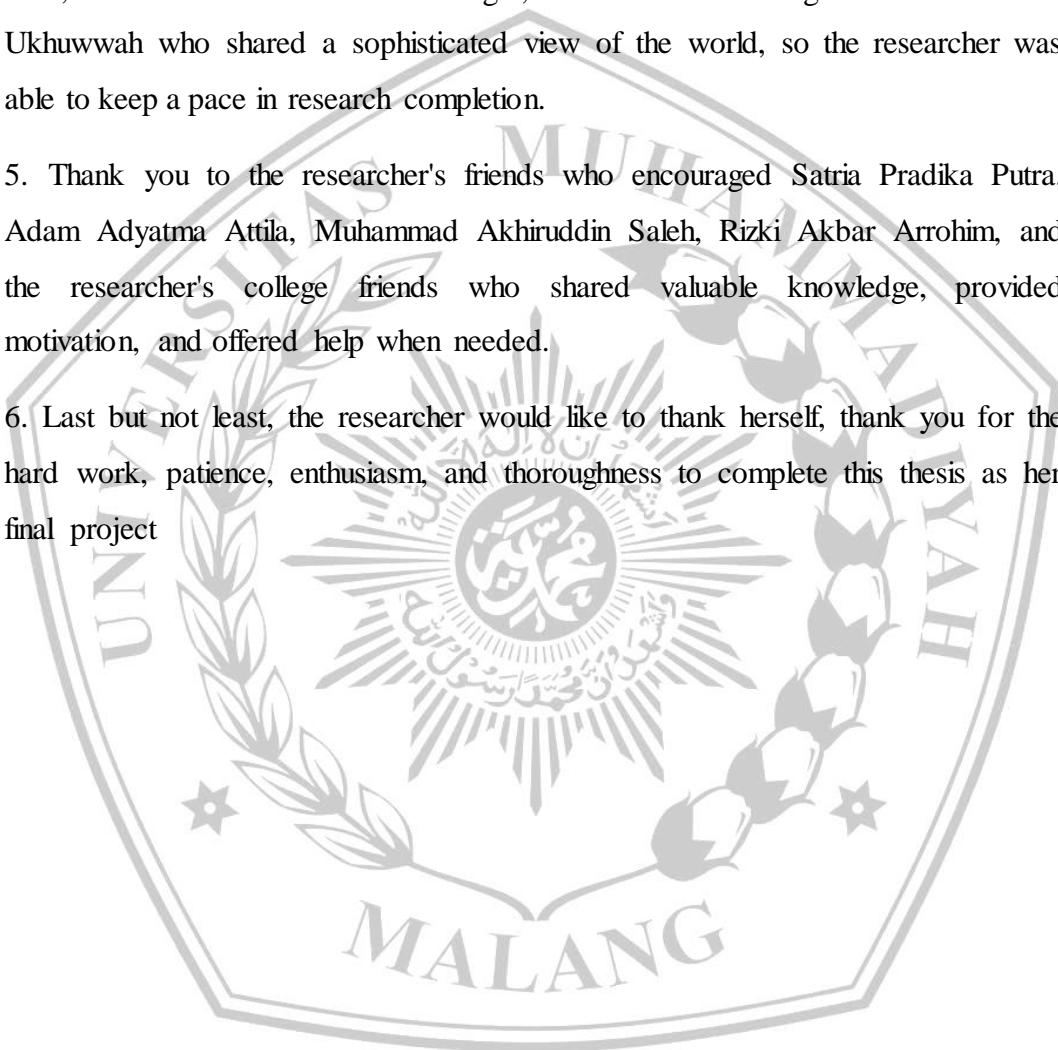 Ukhuwwah who shared a sophisticated view of the world, so the researcher was
able to keep a pace in research completion.
5. Thank you to the researcher's friends who encouraged Satria Pradika Putra,
Adam Adyatma Attila, Muhammad Akhiruddin Saleh, Rizki Akbar Arrohim, and
the researcher's college friends who shared valuable knowledge, provided
motivation, and offered help when needed.
6. Last but not least, the researcher would like to thank herself, thank you for the
hard work, patience, enthusiasm, and thoroughness to complete this thesis as her
final project
UNIVERSITAS MUHAMMADIYAH
MALANG